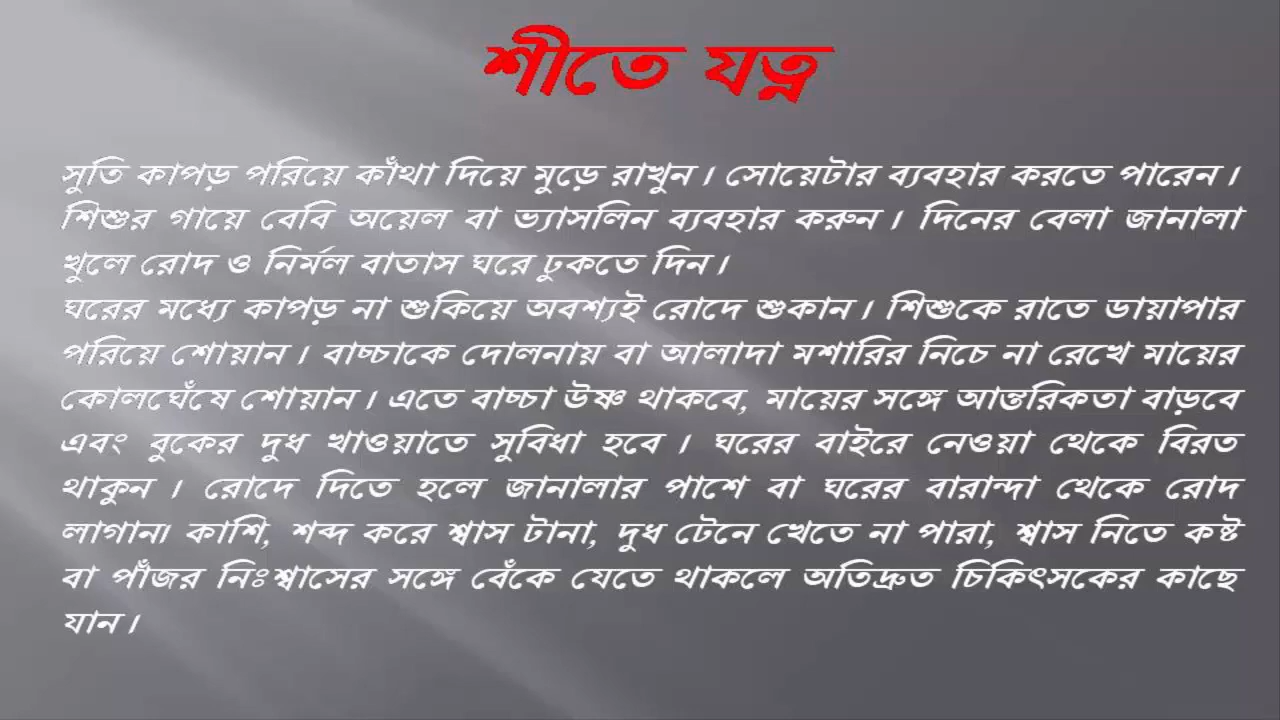 শীতে যত্ন
সুতি কাপড় পরিয়ে কাঁথা দিয়ে মুড়ে রাখুন। সোয়েটার ব্যবহার করতে পারেন।
শিশুর গায়ে বেবি অয়েল বা ভ্যাসলিন ব্যবহার করুন। দিনের বেলা জানালা
খুলে রোদ ও নির্মল বাতাস ঘরে ঢুকতে দিন।
ঘরের মধ্যে কাপড় না শুকিয়ে অবশ্যই রোদে শুকান। শিশুকে রাতে ডায়াপার
পরিয়ে শোয়ান। বাচ্চাকে দোলনায় বা আলাদা মশারির নিচে না রেখে মায়ের
কোলঘেঁষে শোয়ান। এতে বাচ্চা উষ্ণ থাকবে, মায়ের সঙ্গে আন্তরিকতা বাড়বে
এবং বুকের দুধ খাওয়াতে সুবিধা হবে। ঘরের বাইরে নেওয়া থেকে বিরত
থাকুন। রোদে দিতে হলে জানালার পাশে বা ঘরের বারান্দা থেকে রোদ
লাগান। কাশি, শব্দ করে শ্বাস টানা, দুধ টেনে খেতে না পারা, শ্বাস নিতে কষ্ট
বা পাঁজর নিঃশ্বাসের সঙ্গে বেঁকে যেতে থাকলে অতিদ্রুত চিকিৎসকের কাছে
যান।